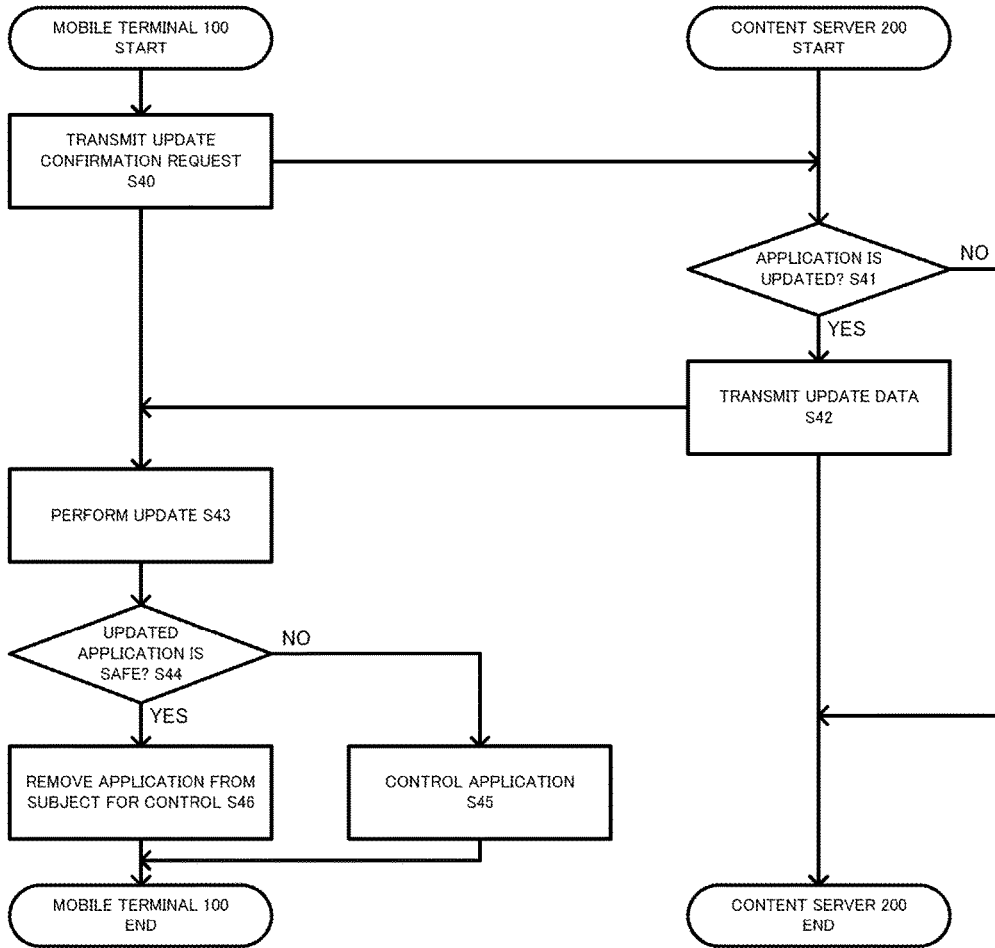 MOBILE TERMINAL 100
START
CONTENT SERVER 200
START
TRANSMIT UPDATE
CONFIRMATION REQUEST
S40
APPLICATION IS
UPDATED? S41
NO
YES
TRANSMIT UPDATE DATA
S42
PERFORM UPDATE S43
UPDATED
APPLICATION IS
SAFE? S44
NO
YES
REMOVE APPLICATION FROM
SUBJECT FOR CONTROL S46
CONTROL APPLICATION
S45
MOBILE TERMINAL 100
END
CONTENT SERVER 200
END